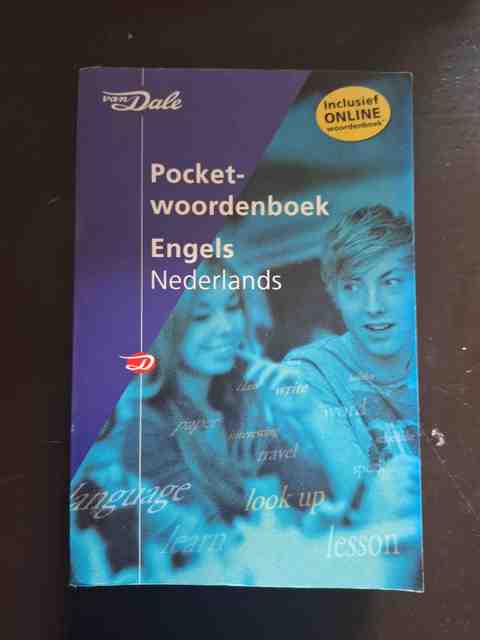 van Dale
Inclusief
ONLINE
woordenboek*
Pocket-
woordenboek
Engels
Nederlands
D
write
word
paper
interesting
travel
language
look up
learn
lesson